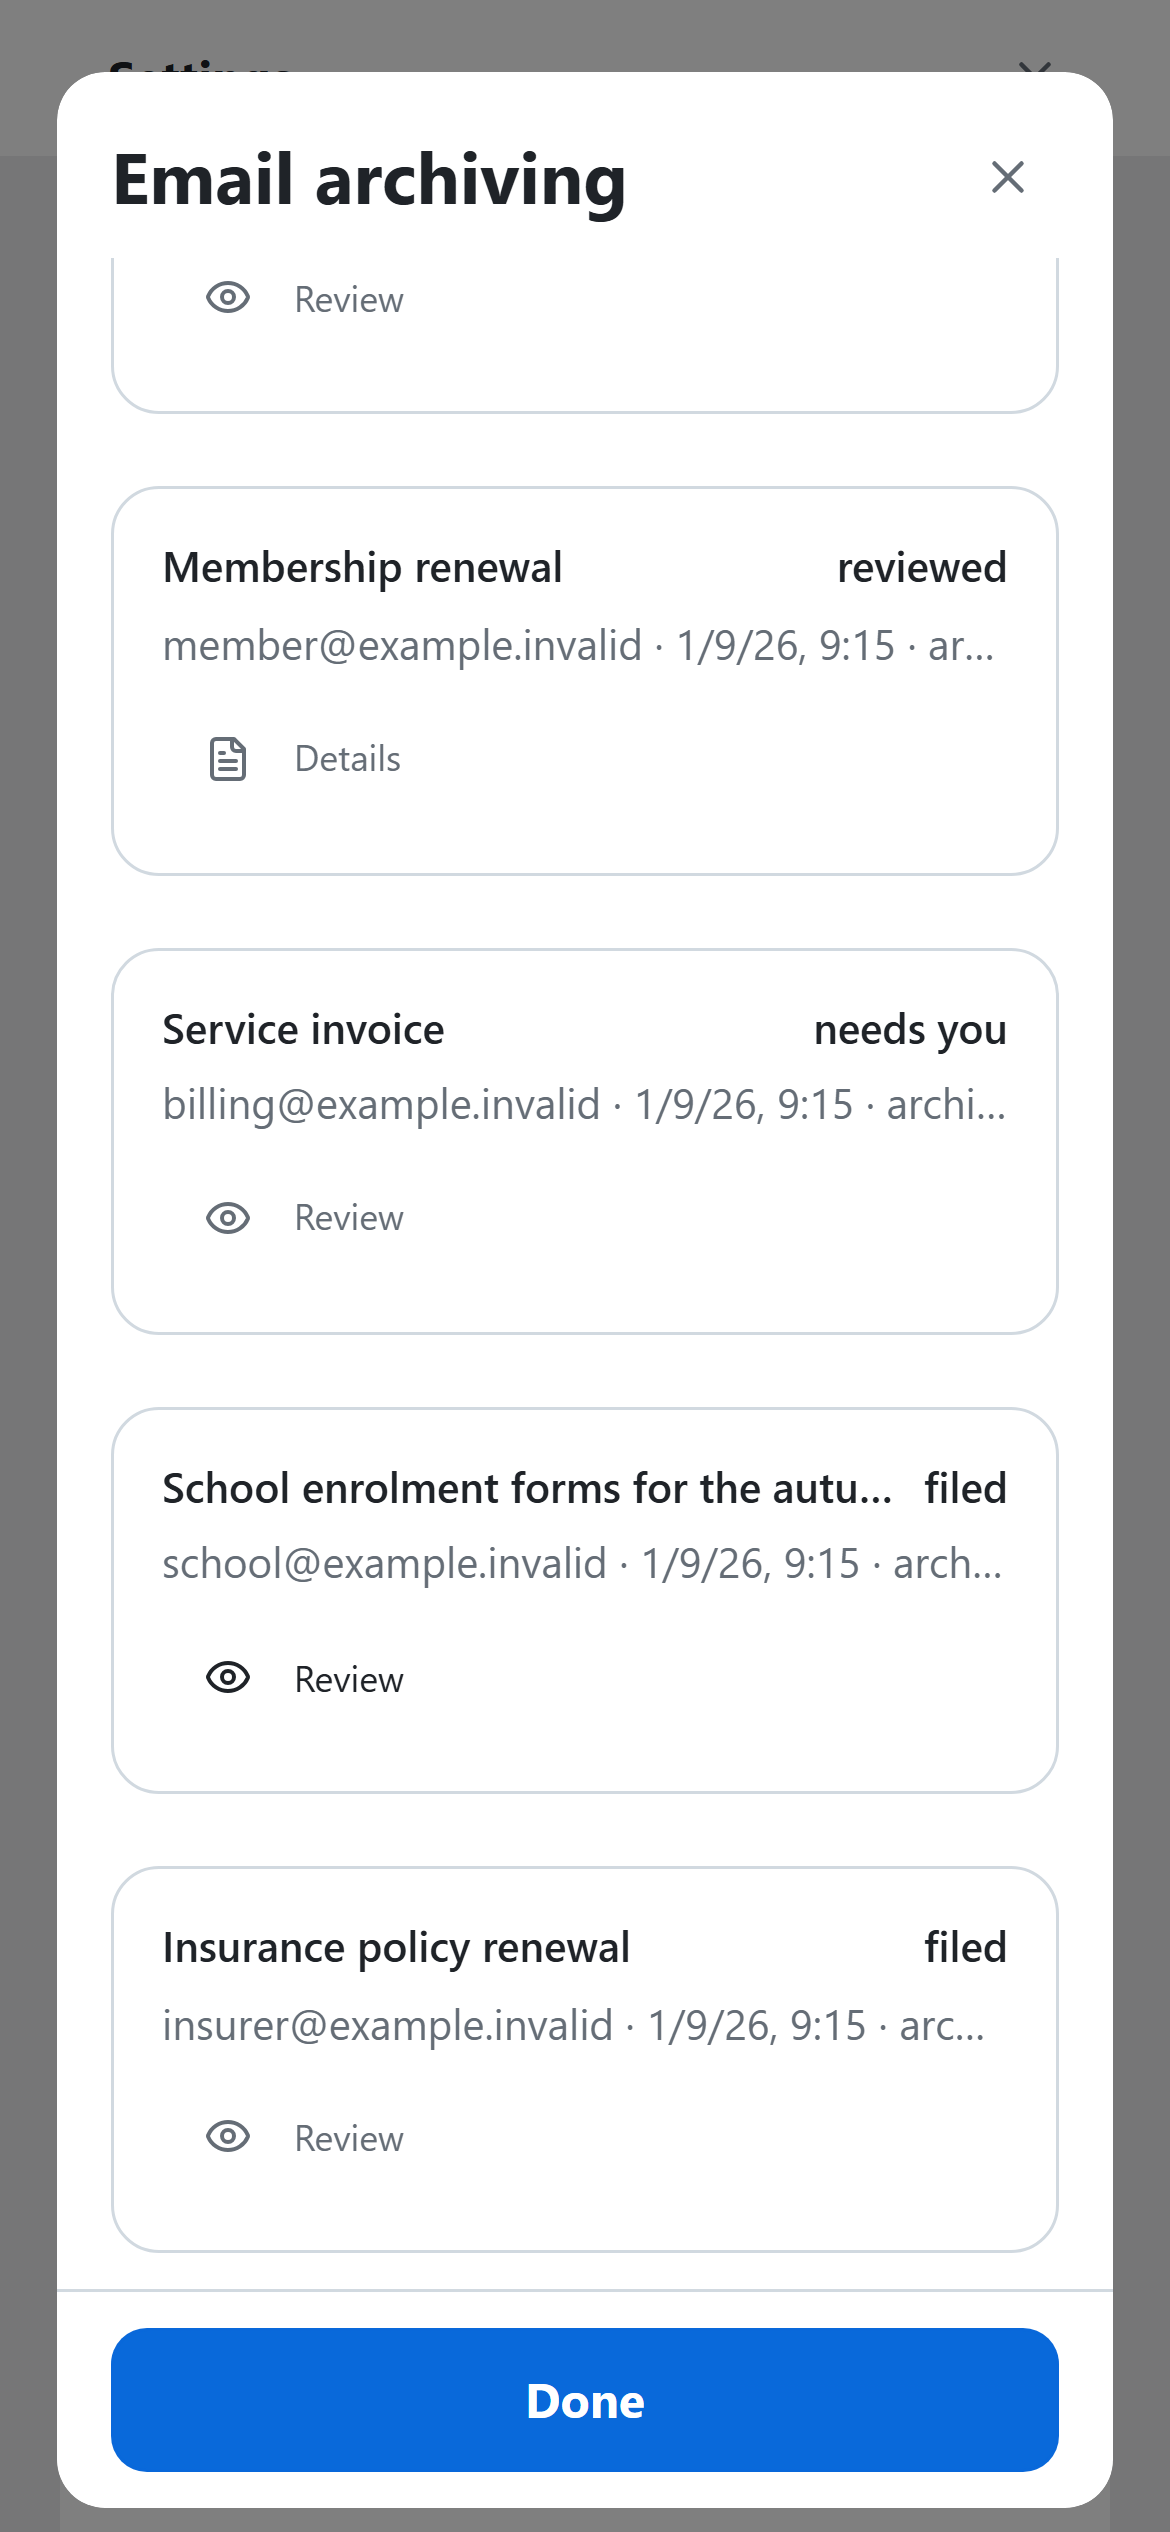 Email archiving
Review
Membership renewal reviewed
member@example.invalid · 1/9/26, 9:15 · ar...
Details
Service invoice needs you
billing@example.invalid · 1/9/26, 9:15 · archi...
Review
School enrolment forms for the autu... filed
school@example.invalid · 1/9/26, 9:15 · arch...
Review
Insurance policy renewal filed
insurer@example.invalid · 1/9/26, 9:15 · arc...
Review
Done